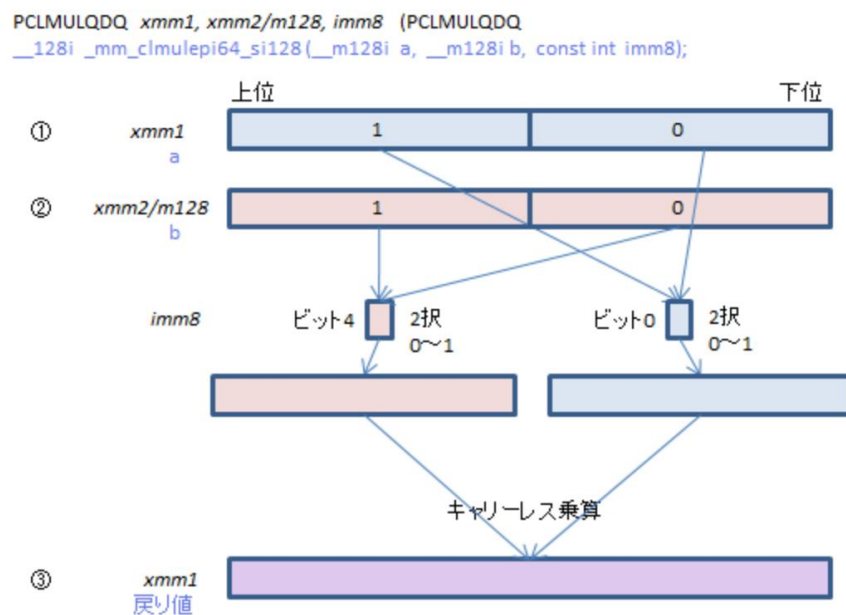 PCLMULQDQ xmm1, xmm2/m128, imm8 (PCLMULQDQ
__128i _mm_clmulepi64_si128 (__m128i a, __m128i b, const int imm8);
上位 下位
① xmm1 1 0
a
② xmm2/m128 1 0
b
imm8 ビット4 2択 ビット0 2択
0～1 0～1
キャリーレス乗算
③ xmm1
戻り値